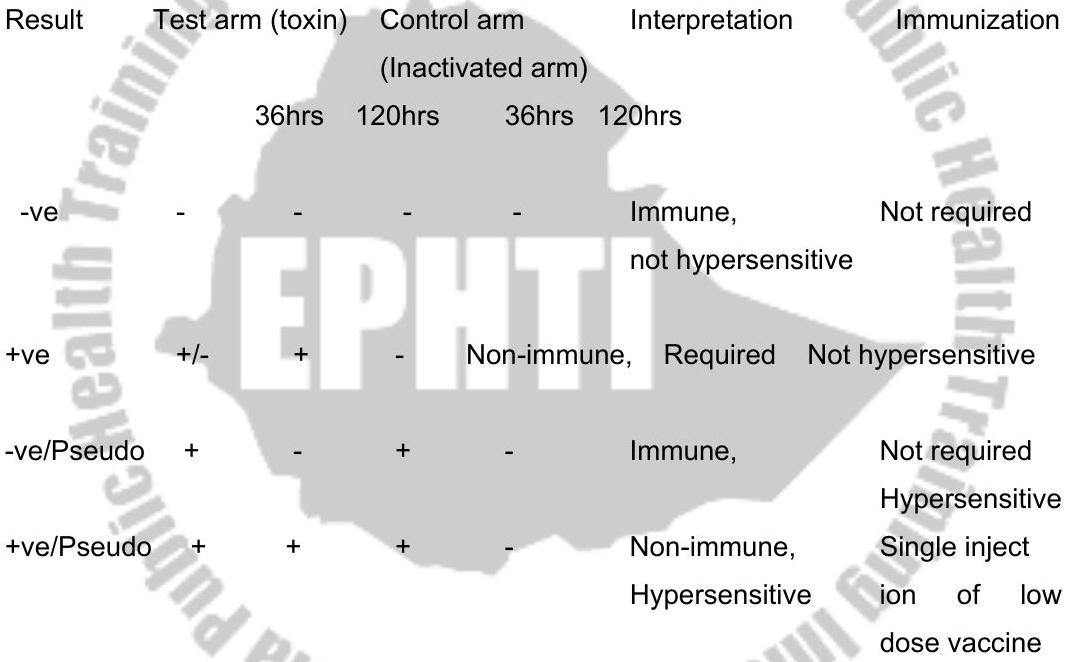 Result Test arm (toxin) Control arm Interpretation Immunization
(Inactivated arm)
36hrs 120hrs 36hrs 120hrs
-ve - - - - Immune, Not required
not hypersensitive
+ve +/- + - Non-immune, Required Not hypersensitive
-ve/Pseudo + - + - Immune, Not required
Hypersensitive
+ve/Pseudo + + + - Non-immune, Single inject
Hypersensitive ion of low
dose vaccine
EPHTI